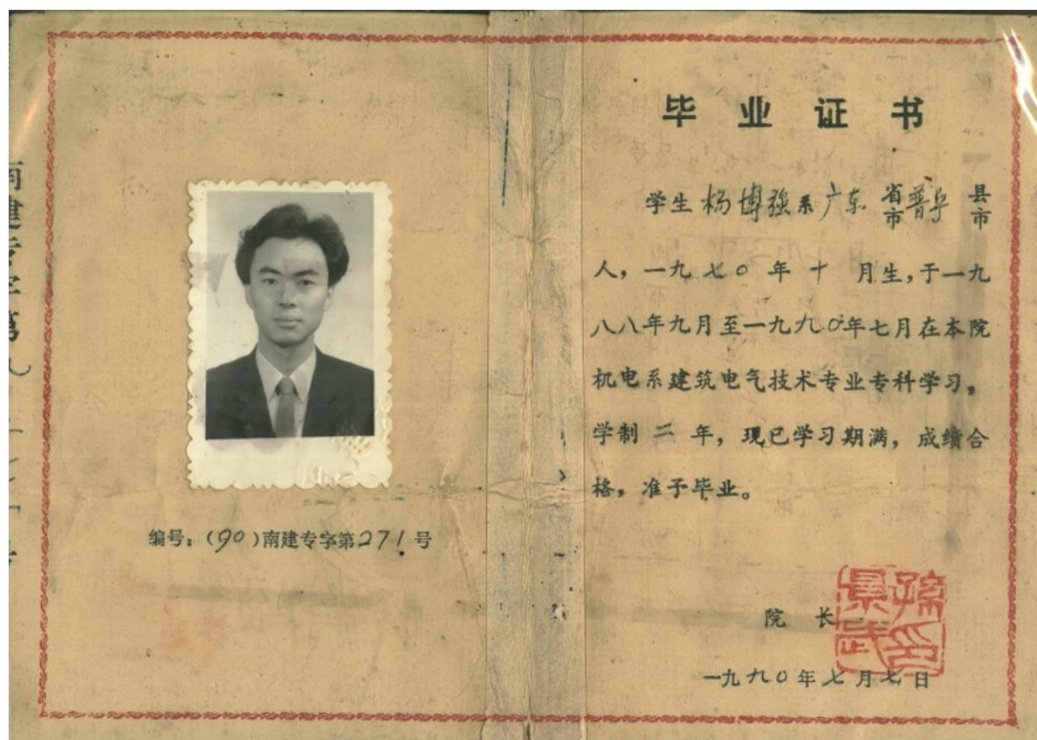 编号：(90)南建专字第271号
毕业证书
学生杨博强系广东省市普宁县市
人，一九七〇年十月生，于一九
八八年九月至一九九〇年七月在本院
机电系建筑电气技术专业专科学习，
学制二年，现已学习期满，成绩合
格，准予毕业。
院长
一九九〇年七月七日